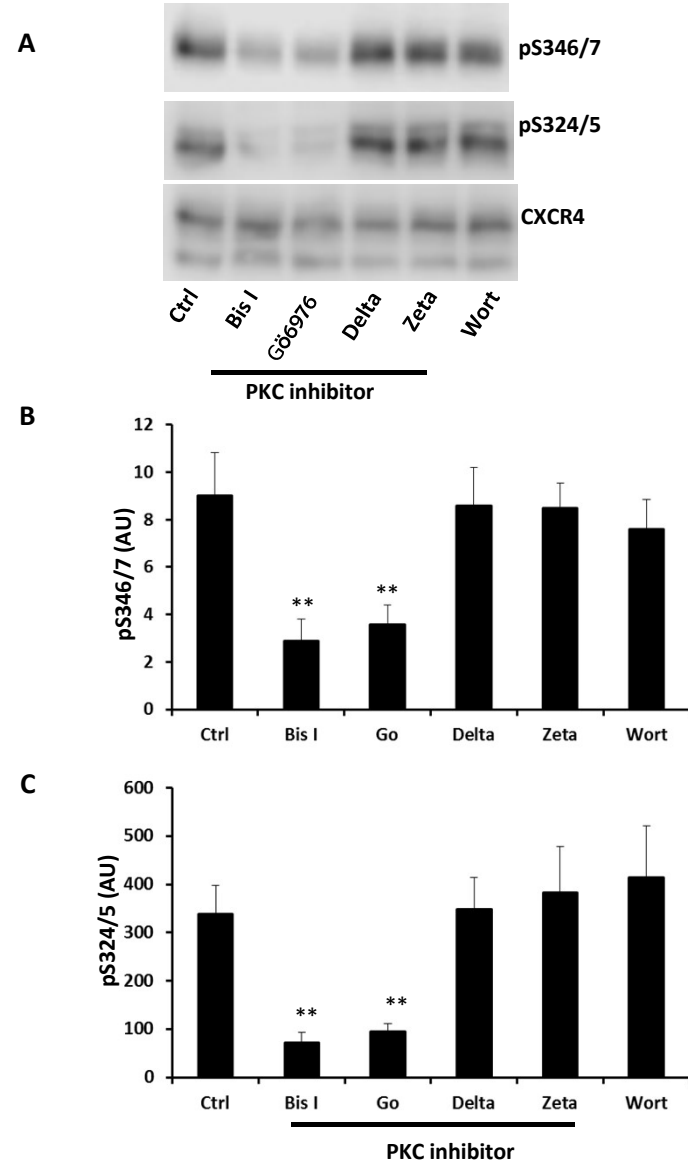 A
pS346/7
pS324/5
CXCR4
Ctrl
Bis I
Gö6976
Delta
Zeta
Wort
PKC inhibitor
B
pS346/7 (AU)
12
10
8
6
4
2
0
** **
Ctrl Bis I Go Delta Zeta Wort
C
pS324/5 (AU)
600
500
400
300
200
100
0
** **
Ctrl Bis I Go Delta Zeta Wort
PKC inhibitor